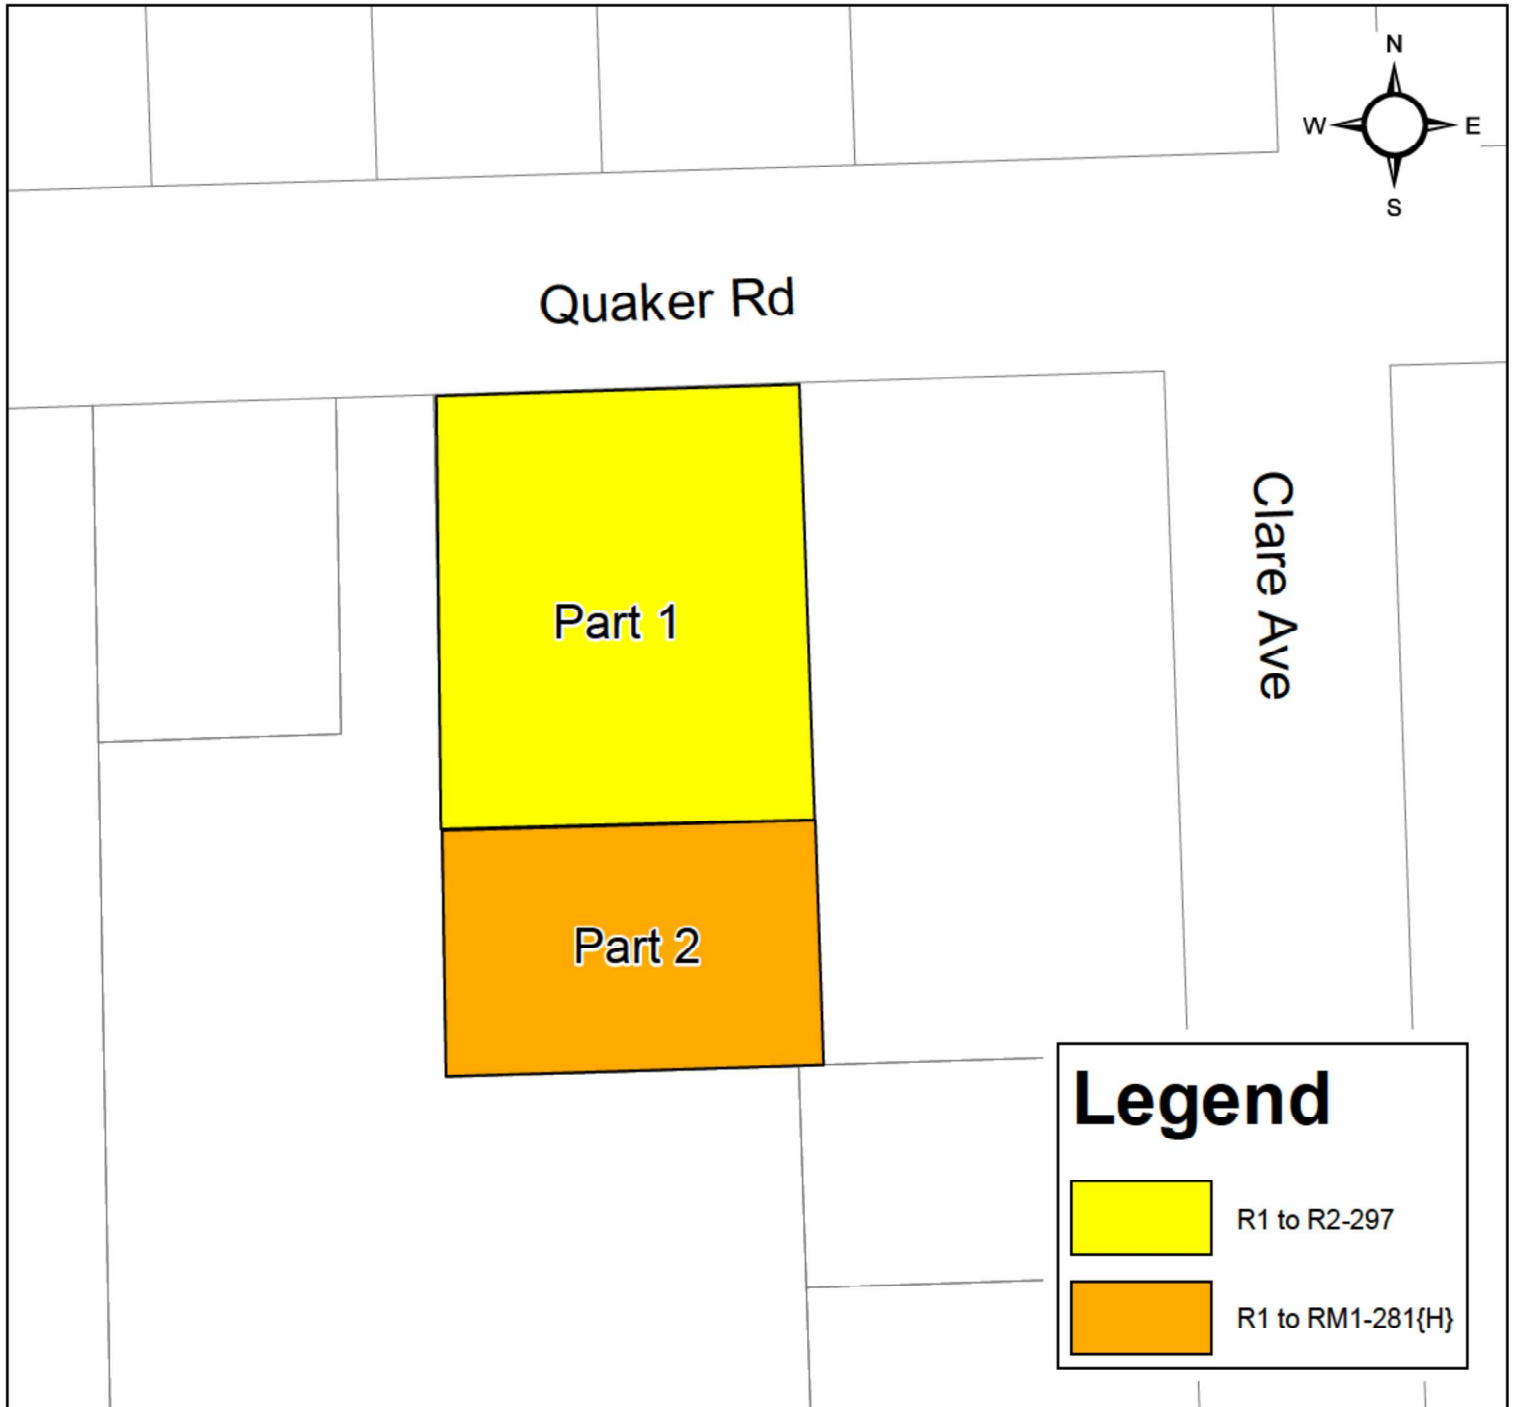 N
W E
S
Quaker Rd
Clare Ave
Part 1
Part 2
Legend
R1 to R2-297
R1 to RM1-281{H}